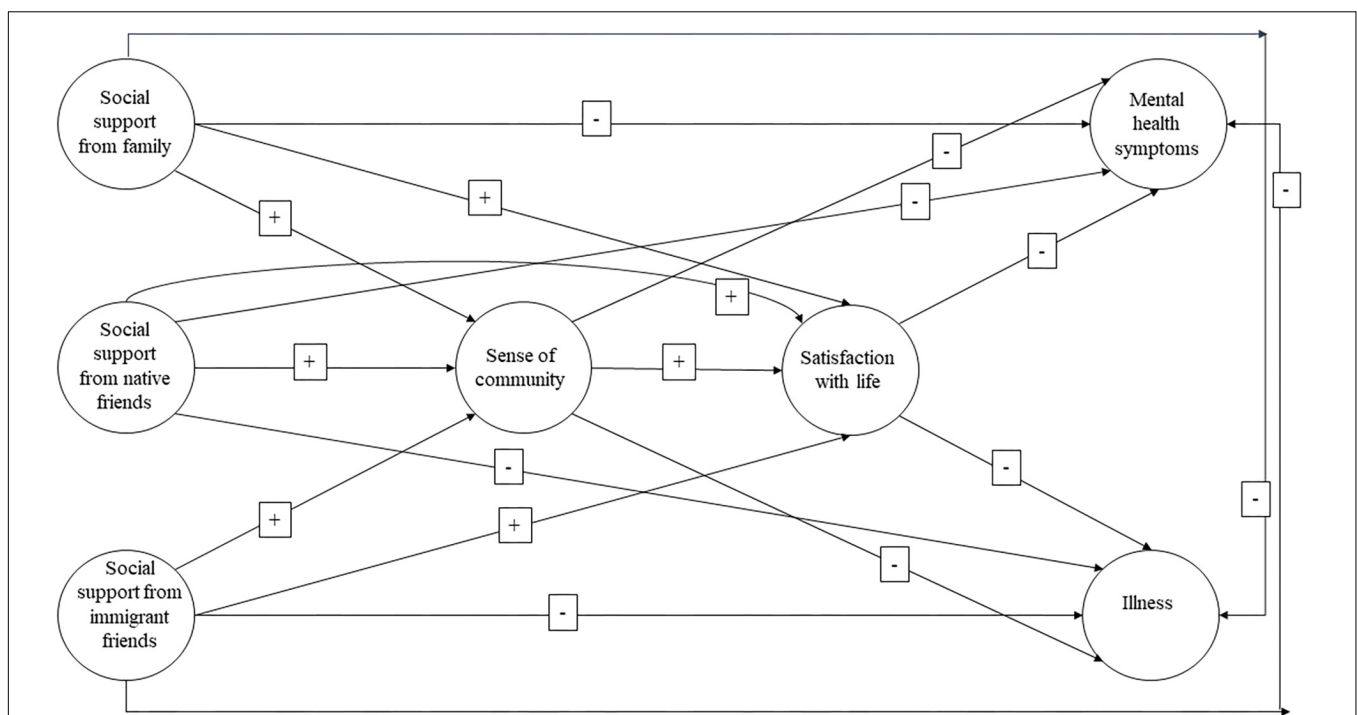 Social
support
from family
-
Mental
health
symptoms
-
-
+
-
+
-
+
Social
support
from native
friends
+
Sense of
community
+
Satisfaction
with life
-
-
-
+
+
-
Social
support from
immigrant
friends
-
Illness